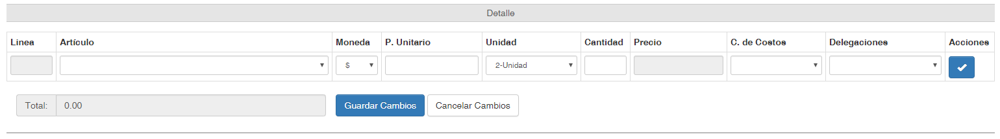 Detalle
Linea Artículo Moneda P. Unitario Unidad Cantidad Precio C. de Costos Delegaciones Acciones
$ 2-Unidad
Total: 0.00 Guardar Cambios Cancelar Cambios